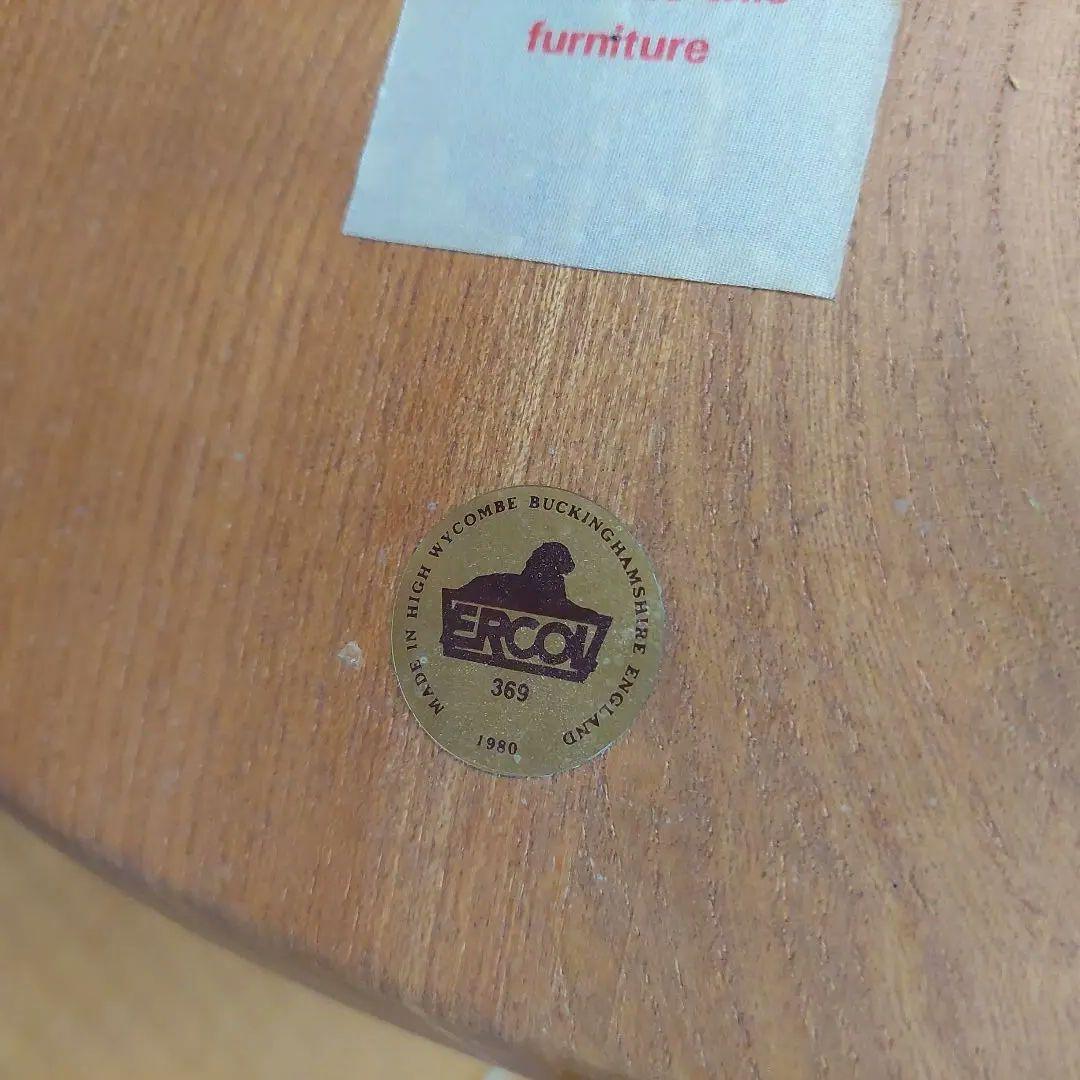 furniture
MADE IN HIGH WYCOMBE BUCKINGHAMSHIRE ENGLAND
ERCOL
369
1980